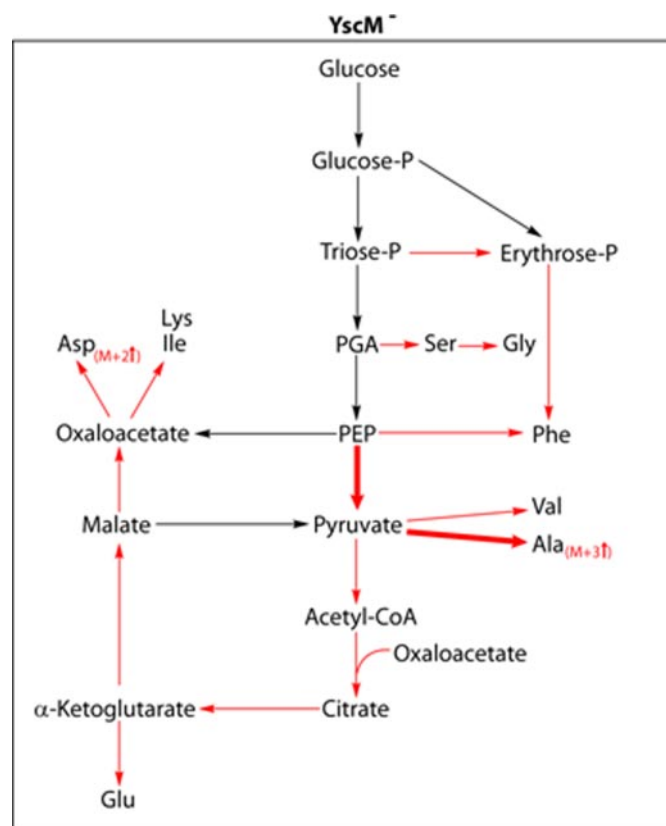 YscM -
Glucose
Glucose-P
Triose-P Erythrose-P
Lys
Asp(M+2⬆) Ile PGA Ser Gly
Oxaloacetate PEP Phe
Val
Malate Pyruvate
Ala(M+3⬆)
Acetyl-CoA
Oxaloacetate
α-Ketoglutarate Citrate
Glu